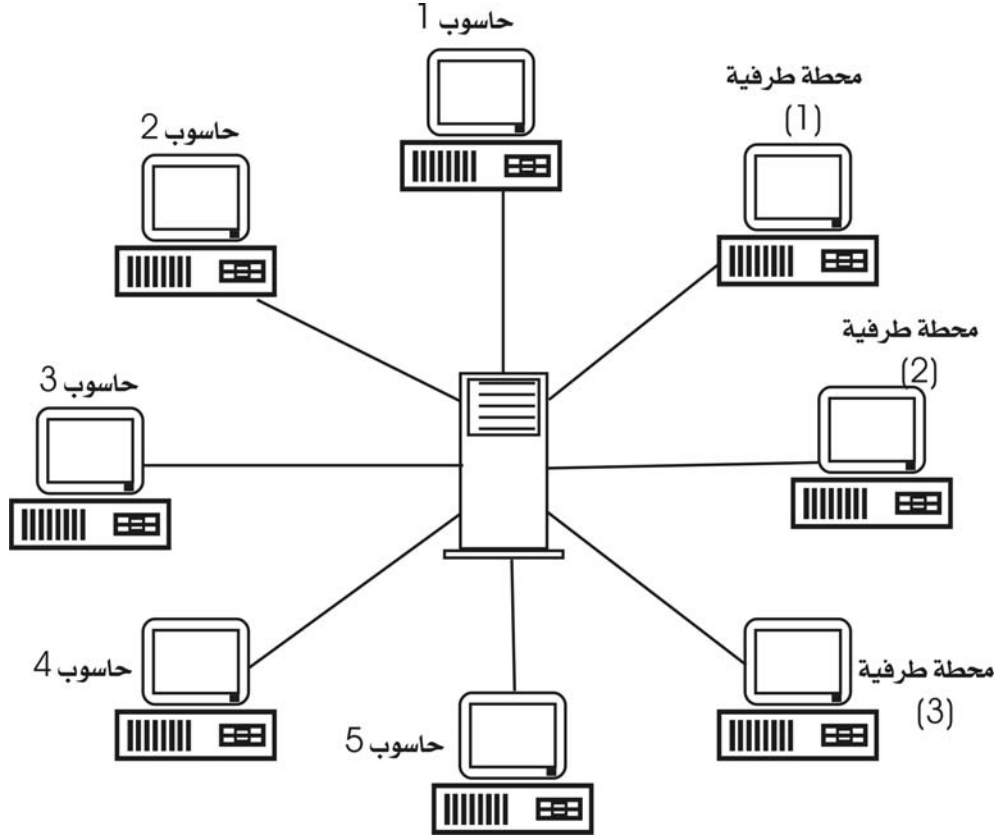 حاسوب 1
محطة طرفية
(1)
حاسوب 2
محطة طرفية
(2)
حاسوب 3
حاسوب 4
محطة طرفية
(3)
حاسوب 5